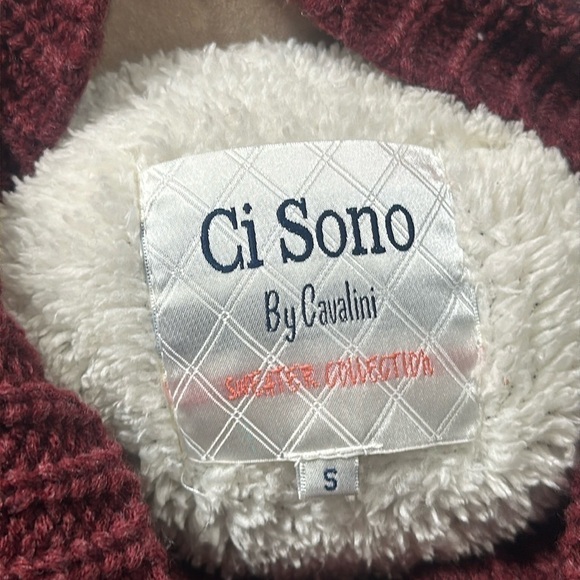 Ci Sono
By Cavalini
SWEATER COLLECTION
S